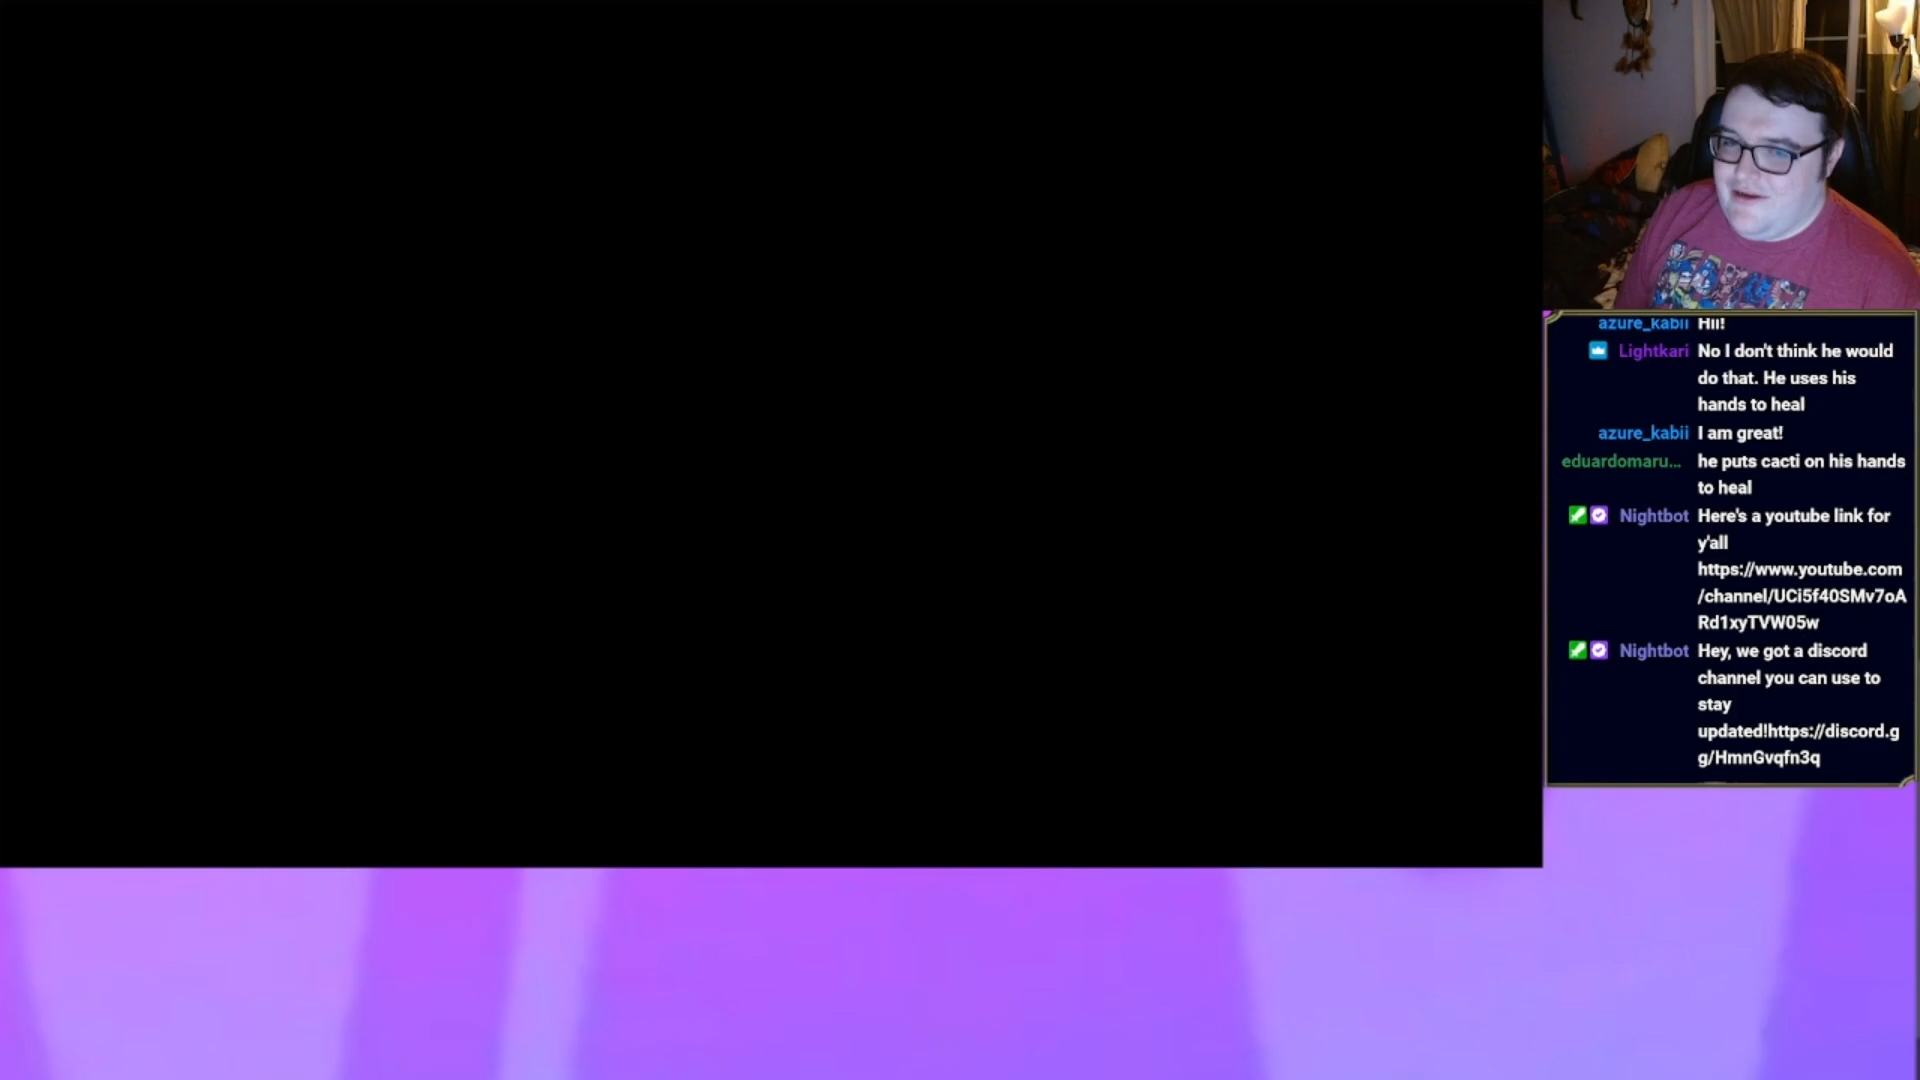 azure_kabii Hii!
Lightkari No I don't think he would
do that. He uses his
hands to heal
azure_kabii I am great!
eduardomaru... he puts cacti on his hands
to heal
Nightbot Here's a youtube link for
y'all
https://www.youtube.com
/channel/UCi5f40SMv7oA
Rd1xyTVW05w
Nightbot Hey, we got a discord
channel you can use to
stay
updated!https://discord.g
g/HmnGvqfn3q